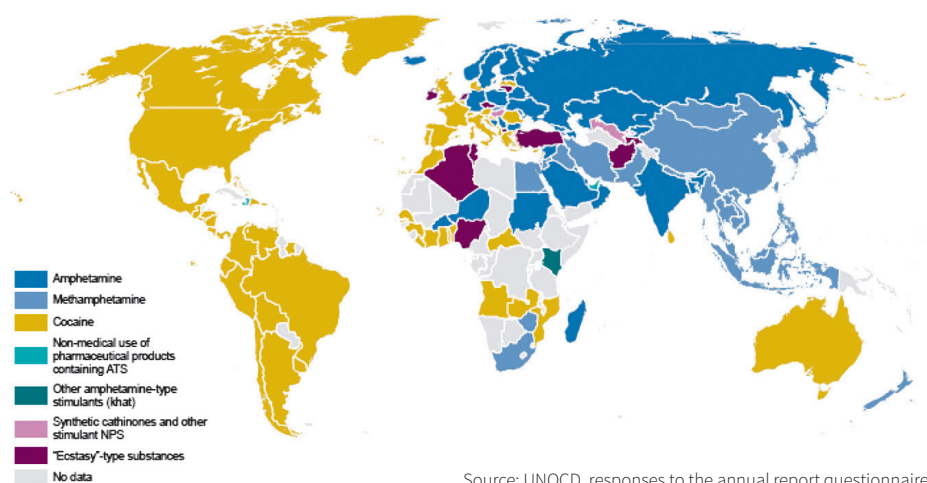 Amphetamine
Methamphetamine
Cocaine
Non-medical use of
pharmaceutical products
containing ATS
Other amphetamine-type
stimulants (khat)
Synthetic cathinones and other
stimulant NPS
"Ecstasy"-type substances
No data
Source: UNOCD, responses to the annual report questionnaire